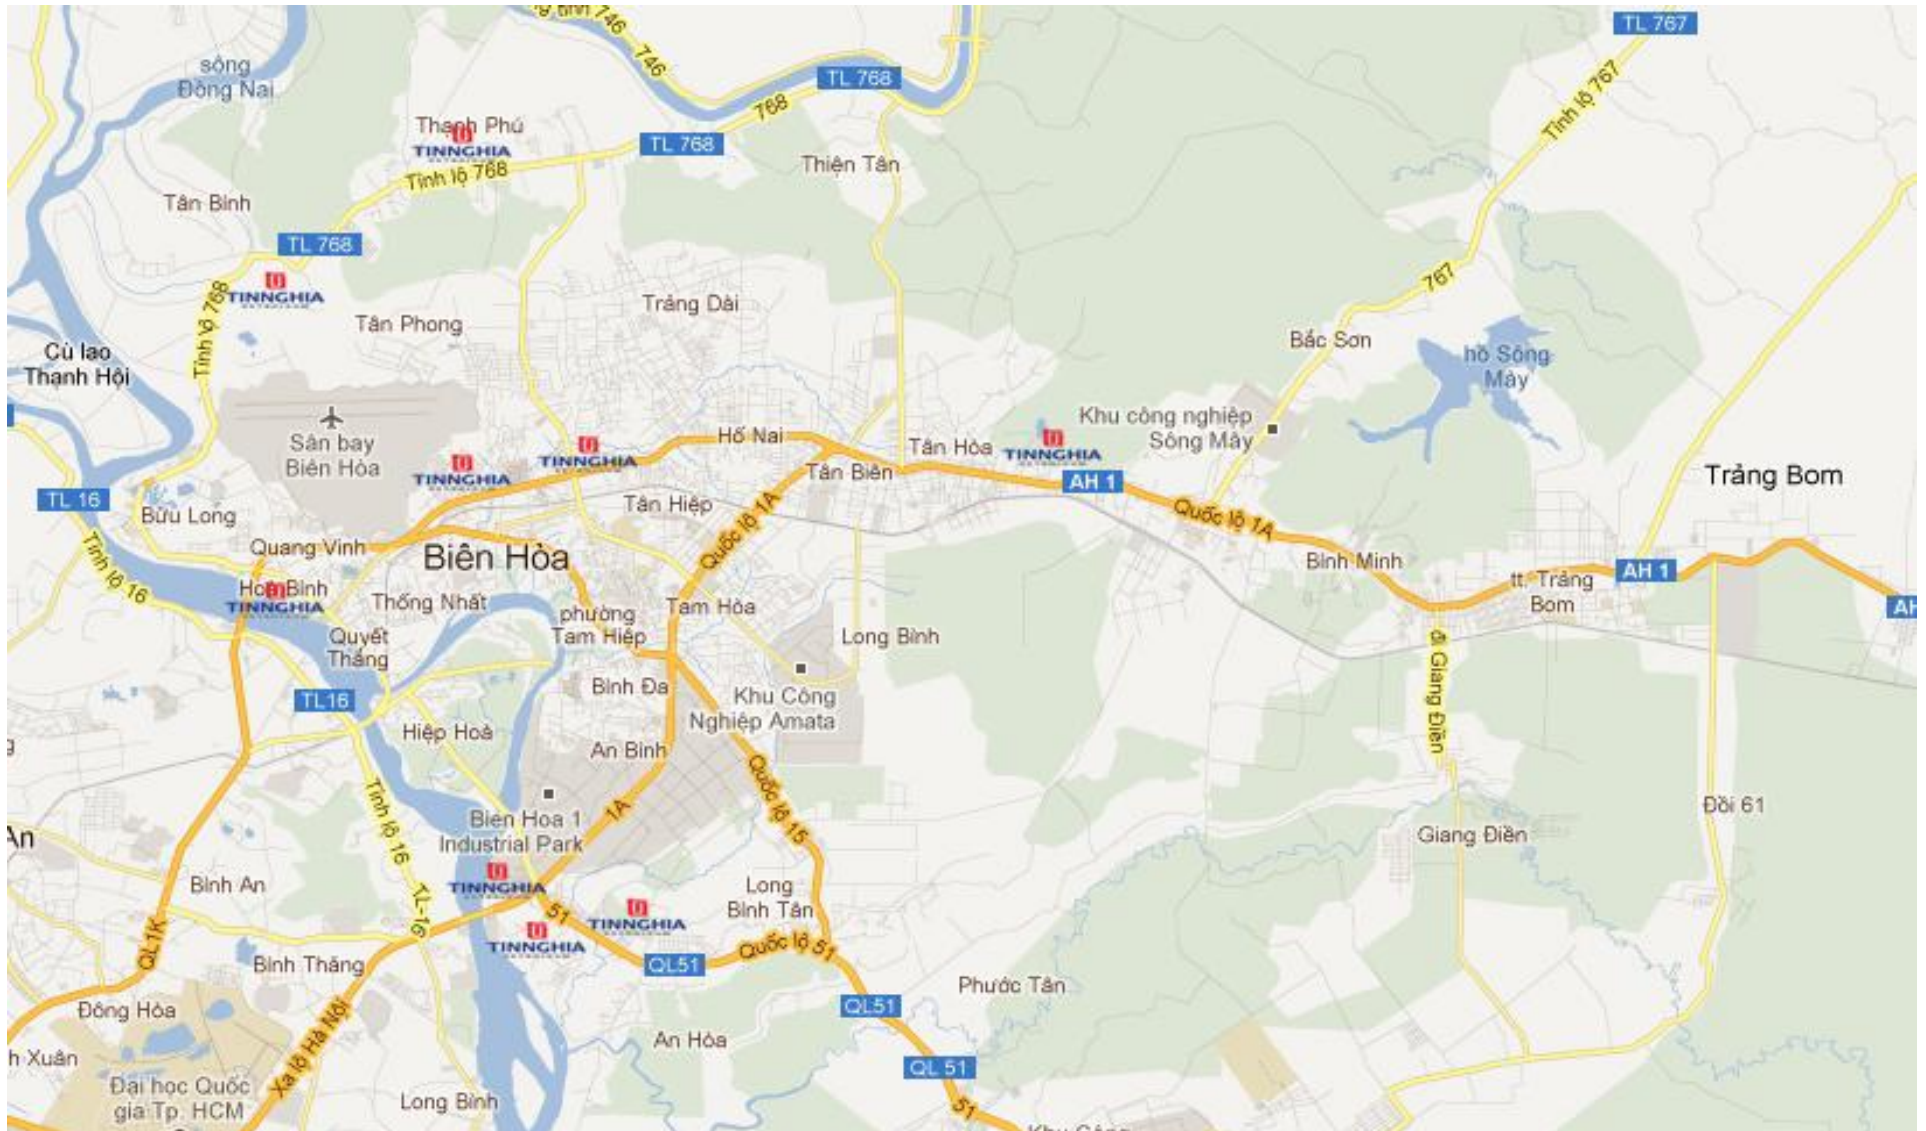 TL 767
746
746
sông
Đồng Nai
TL 768
768
Tỉnh lộ 767
Thạnh Phú
TINNGHIA
TL 768
Tỉnh lộ 768
Thiện Tân
Tân Bình
TL 768
767
TINNGHIA
Trảng Dài
Tỉnh lộ 768
Tân Phong
Bắc Sơn
Cù lao
Thạnh Hội
hồ Sông
Mây
Khu công nghiệp
Sông Mây
Sân bay
Biên Hòa
Hố Nai
Tân Hòa
TINNGHIA
TINNGHIA
TINNGHIA
Tân Biên
AH 1
Trảng Bom
TL 16
Bửu Long
Tân Hiệp
Quốc lộ 1A
Quốc lộ 1A
Quang Vinh
Biên Hòa
Tỉnh lộ 16
Bình Minh
AH 1
tt. Trảng
Bom
Hoà Bình
TINNGHIA
Thống Nhất
phường
Tam Hiệp
Tam Hòa
AH
Long Bình
Quyết
Thắng
đi Giang Điền
TL16
Bình Đa
Khu Công
Nghiệp Amata
Hiệp Hoà
An Bình
Quốc lộ 15
Tỉnh lộ 16
1A
Đồi 61
Bien Hoa 1
Industrial Park
Giang Điền
An
TINNGHIA
Bình An
Long
Bình Tân
TL-16
51
TINNGHIA
TINNGHIA
Quốc lộ 51
QL1K
Bình Thắng
QL51
Phước Tân
Đông Hòa
QL51
Xa lộ Hà Nội
An Hòa
h Xuân
QL 51
Đại học Quốc
gia Tp. HCM
Long Bình
51
Khu Công